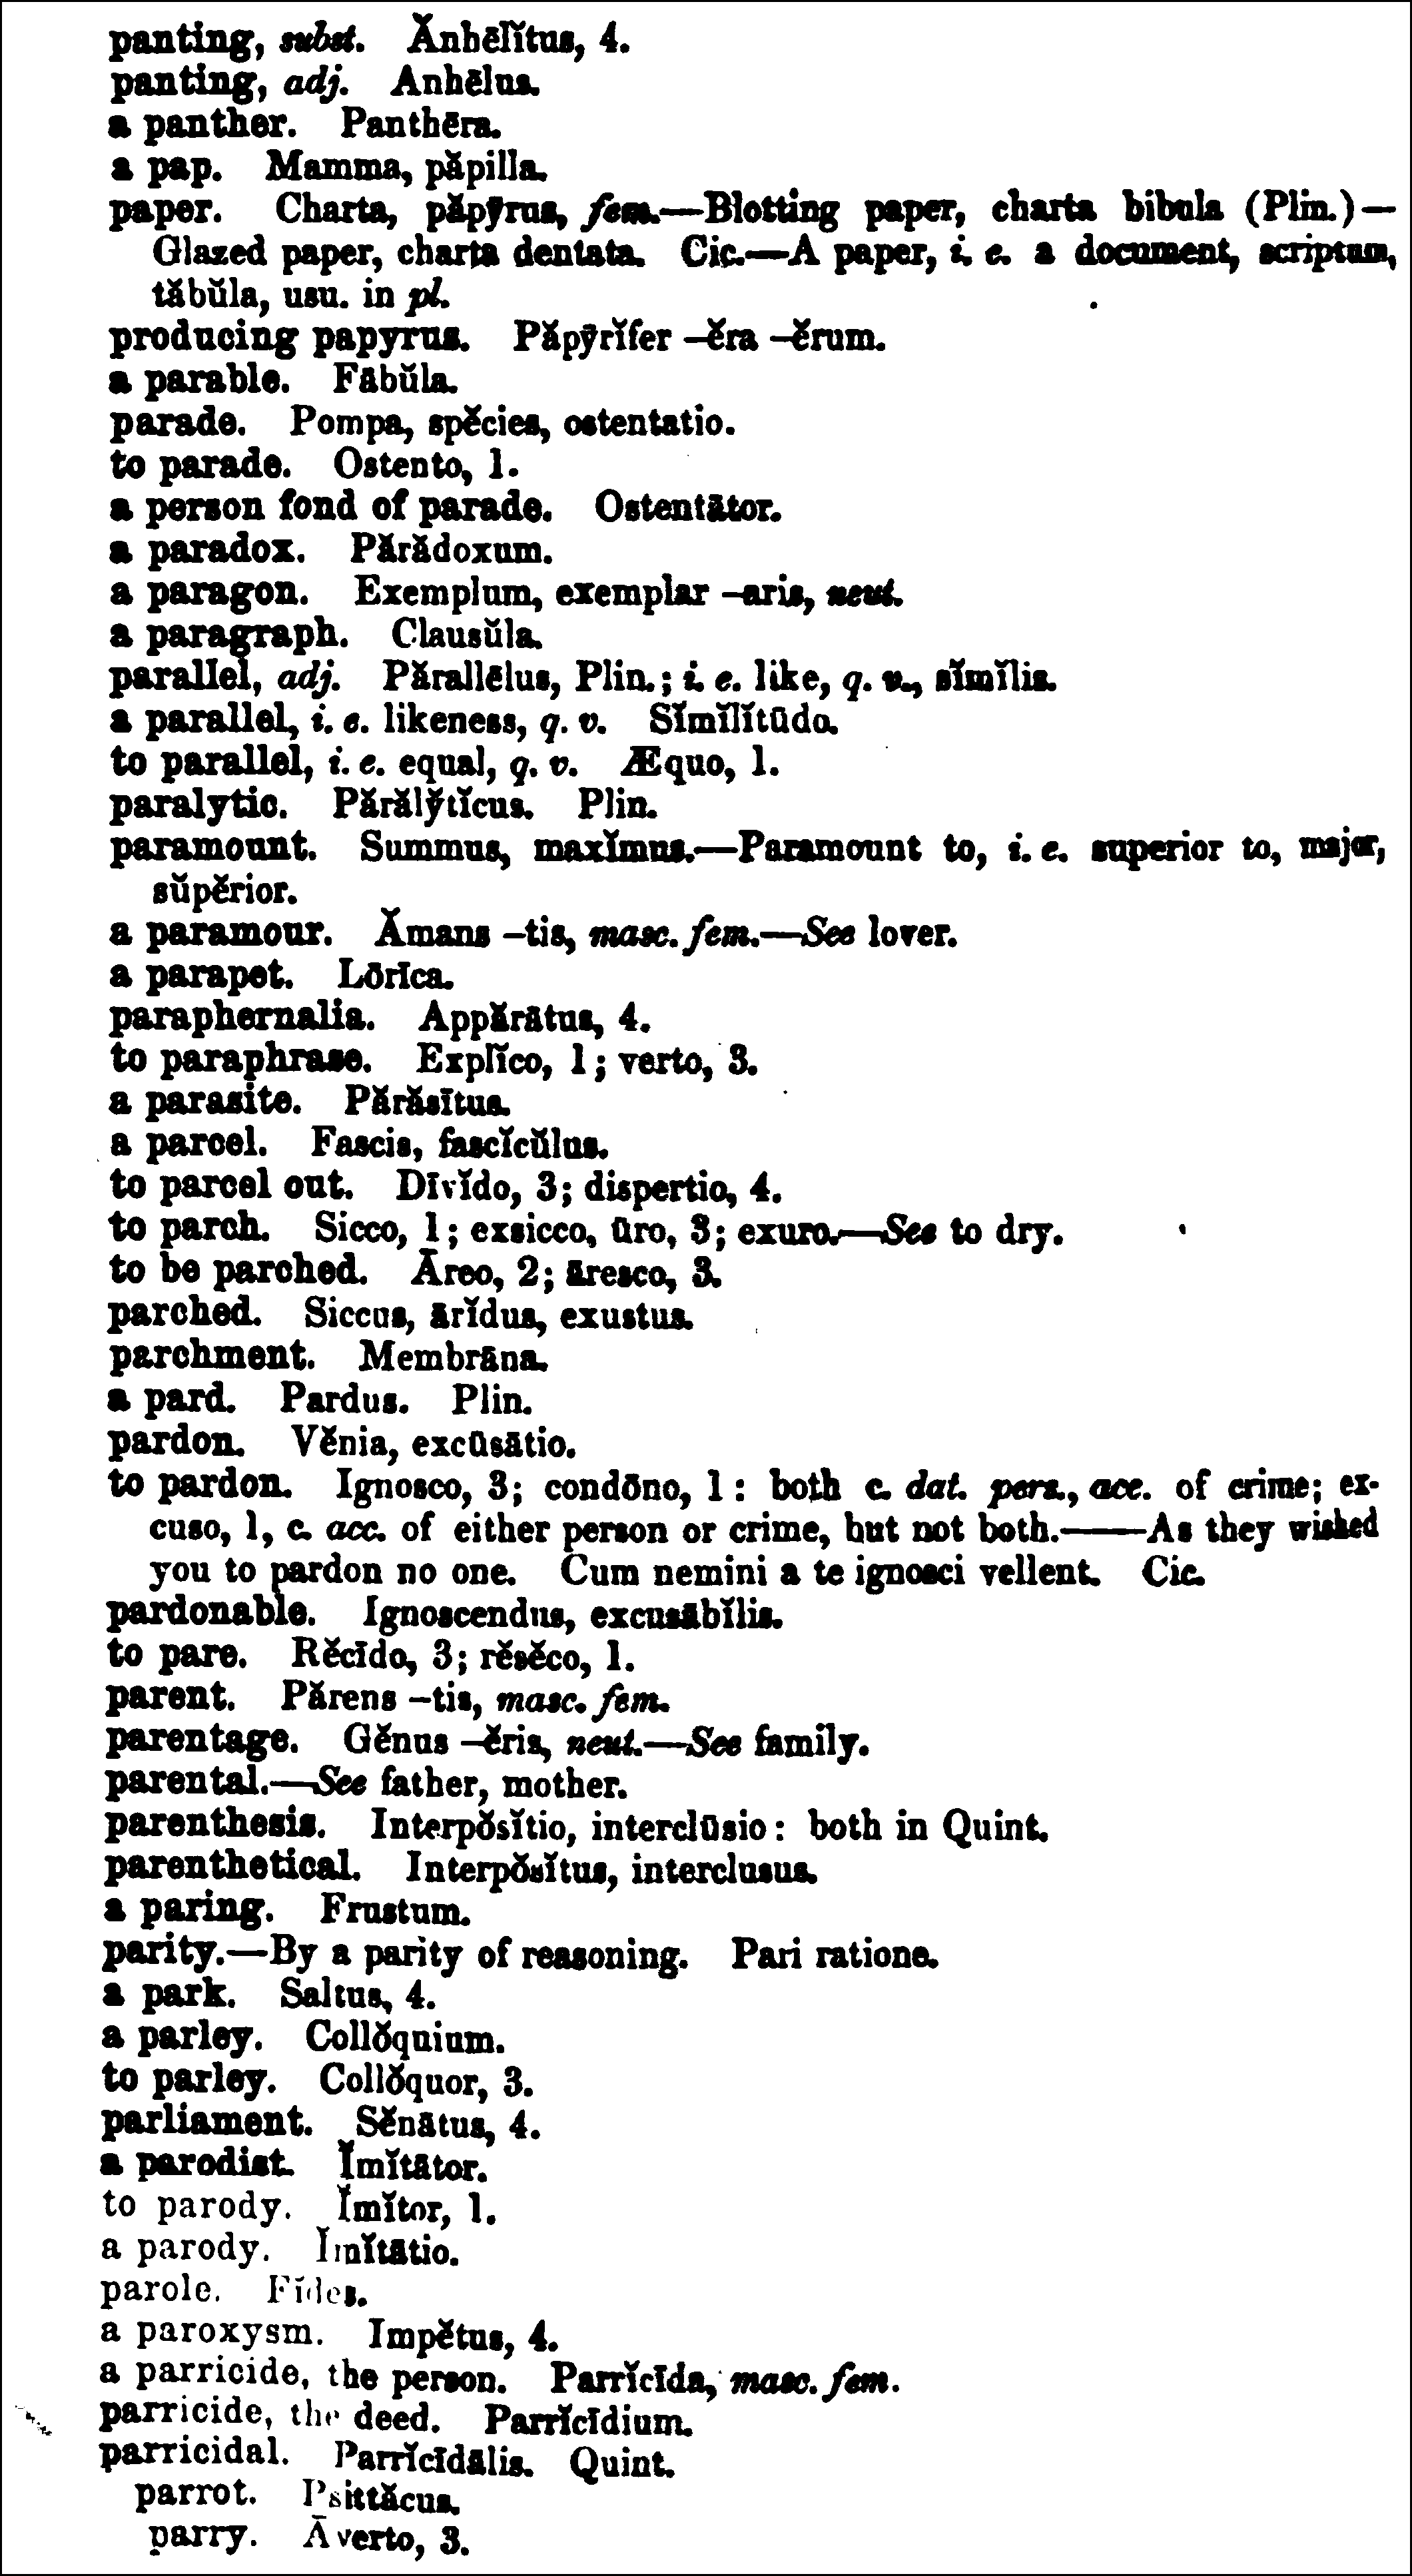 panting, subst. Ănhēlĭtus, 4.
panting, adj. Anhēlus.
a panther. Panthēra.
a pap. Mamma, păpilla.
paper. Charta, păpȳrus, fem.—Blotting paper, charta bibula (Plin.)—
Glazed paper, charta dentata. Cic.—A paper, i. e. a document, scriptum,
tăbŭla, usu. in pl.
producing papyrus. Păpȳrĭfer –ĕra –ĕrum.
a parable. Fābŭla.
parade. Pompa, spĕcies, ostentatio.
to parade. Ostento, 1.
a person fond of parade. Ostentātor.
a paradox. Părădoxum.
a paragon. Exemplum, exemplar –aris, neut.
a paragraph. Clausŭla.
parallel, adj. Părallēlus, Plin.; i. e. like, q. v., sĭmĭlis.
a parallel, i. e. likeness, q. v. Sĭmĭlĭtūdo.
to parallel, i. e. equal, q. v. Æquo, 1.
paralytic. Părălўtĭcus. Plin.
paramount. Summus, maxĭmus.—Paramount to, i. e. superior to, major,
sŭpĕrior.
a paramour. Ămans –tis, masc. fem.—See lover.
a parapet. Lōrīca.
paraphernalia. Appărātus, 4.
to paraphrase. Explĭco, 1; verto, 3.
a parasite. Părăsītus.
a parcel. Fascis, fascĭcŭlus.
to parcel out. Dīvĭdo, 3; dispertio, 4.
to parch. Sicco, 1; exsicco, ūro, 3; exuro.—See to dry.
to be parched. Āreo, 2; āresco, 3.
parched. Siccus, ārĭdus, exustus.
parchment. Membrāna.
a pard. Pardus. Plin.
pardon. Vĕnia, excūsātio.
to pardon. Ignosco, 3; condōno, 1: both c. dat. pers., acc. of crime; ex-
cuso, 1, c. acc. of either person or crime, but not both.——As they wished
you to pardon no one. Cum nemini a te ignosci vellent. Cic.
pardonable. Ignoscendus, excusābĭlis.
to pare. Rĕcīdo, 3; rĕsĕco, 1.
parent. Părens –tis, masc. fem.
parentage. Gĕnus –ĕris, neut.—See family.
parental.—See father, mother.
parenthesis. Interpŏsĭtio, interclūsio: both in Quint.
parenthetical. Interpŏsĭtus, interclusus.
a paring. Frustum.
parity.—By a parity of reasoning. Pari ratione.
a park. Saltus, 4.
a parley. Collŏquium.
to parley. Collŏquor, 3.
parliament. Sĕnātus, 4.
a parodist. Ĭmĭtātor.
to parody. Ĭmĭtor, 1.
a parody. Ĭmĭtātio.
parole. Fĭdes.
a paroxysm. Impĕtus, 4.
a parricide, the person. Parrĭcīda, masc. fem.
parricide, the deed. Parrĭcīdium.
parricidal. Parrĭcīdālis. Quint.
parrot. Psittăcus.
parry. Āverto, 3.